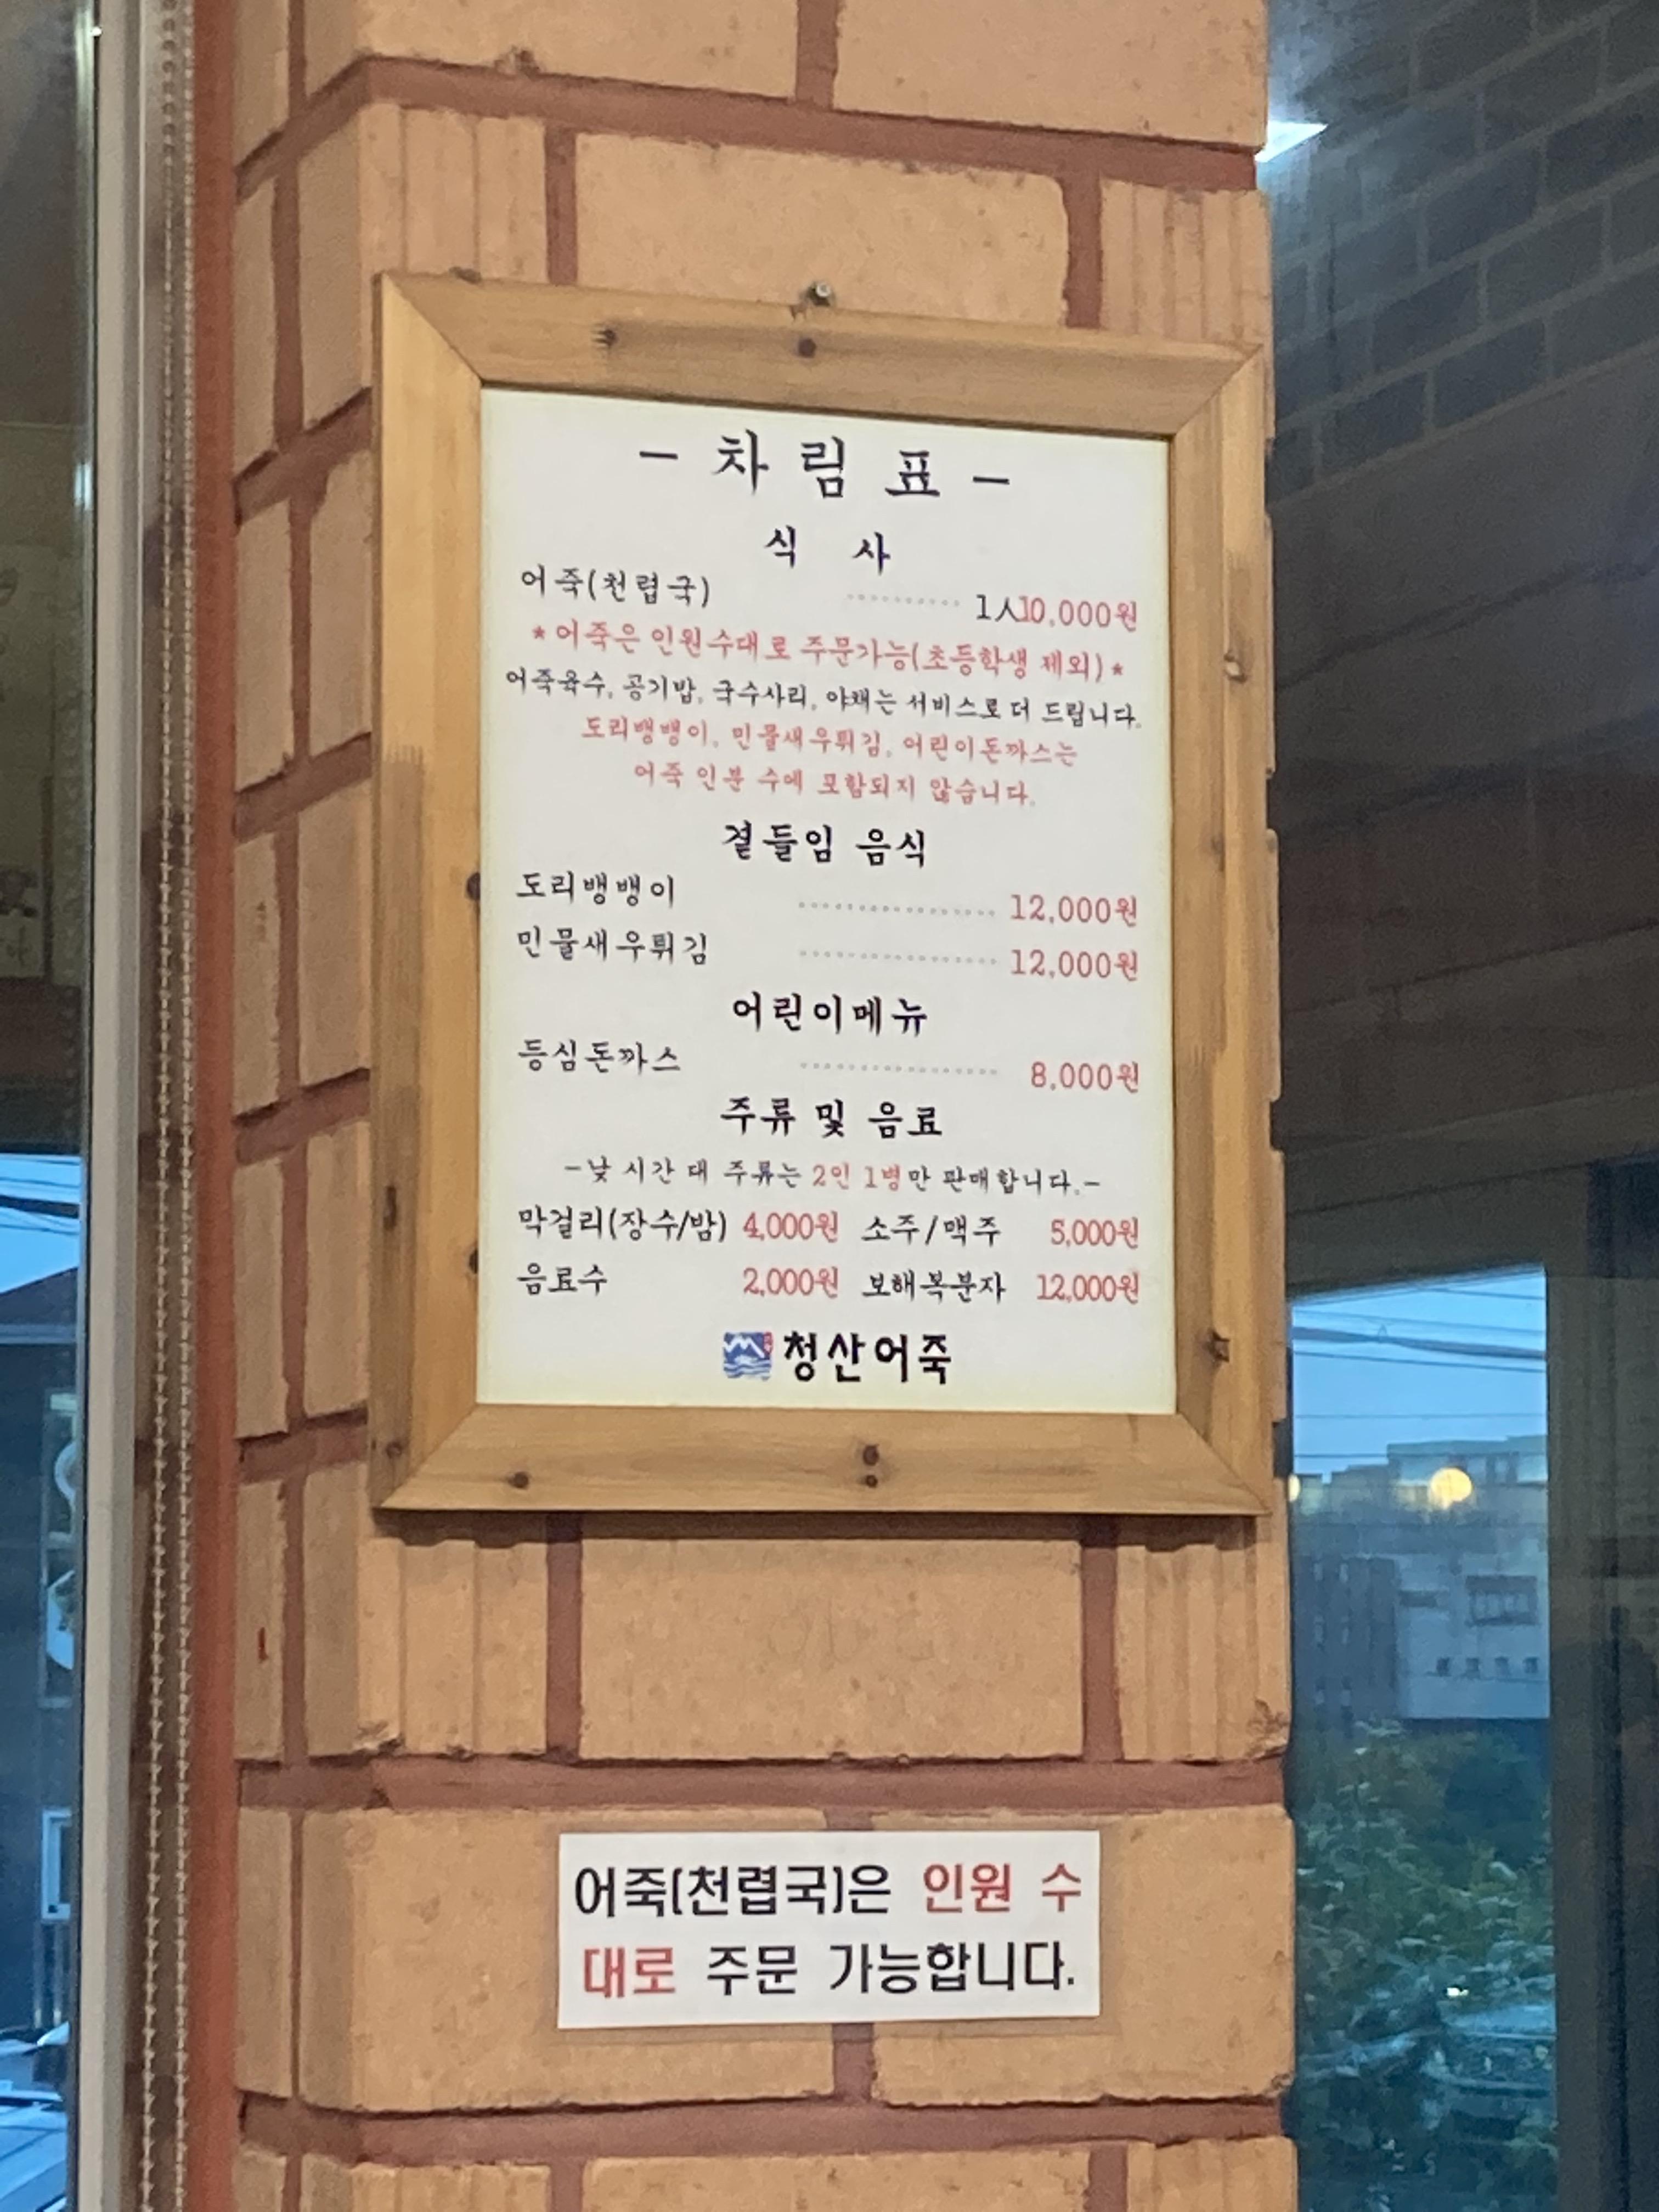 - 차림표 -
식 사
어죽(천렵국) ·········· 1人10,000원
* 어죽은 인원수대로 주문가능(초등학생 제외) *
어죽육수, 공기밥, 국수사리, 야채는 서비스로 더 드립니다.
도리뱅뱅이, 민물새우튀김, 어린이돈까스는
어죽 인분 수에 포함되지 않습니다.
곁들임 음식
도리뱅뱅이 ················· 12,000원
민물새우튀김 ················· 12,000원
어린이메뉴
등심돈까스 ················· 8,000원
주류 및 음료
-낮 시간 대 주류는 2인 1병만 판매합니다.-
막걸리(장수/밤) 4,000원 소주/맥주 5,000원
음료수 2,000원 보해복분자 12,000원
청산어죽
어죽(천렵국)은 인원 수
대로 주문 가능합니다.